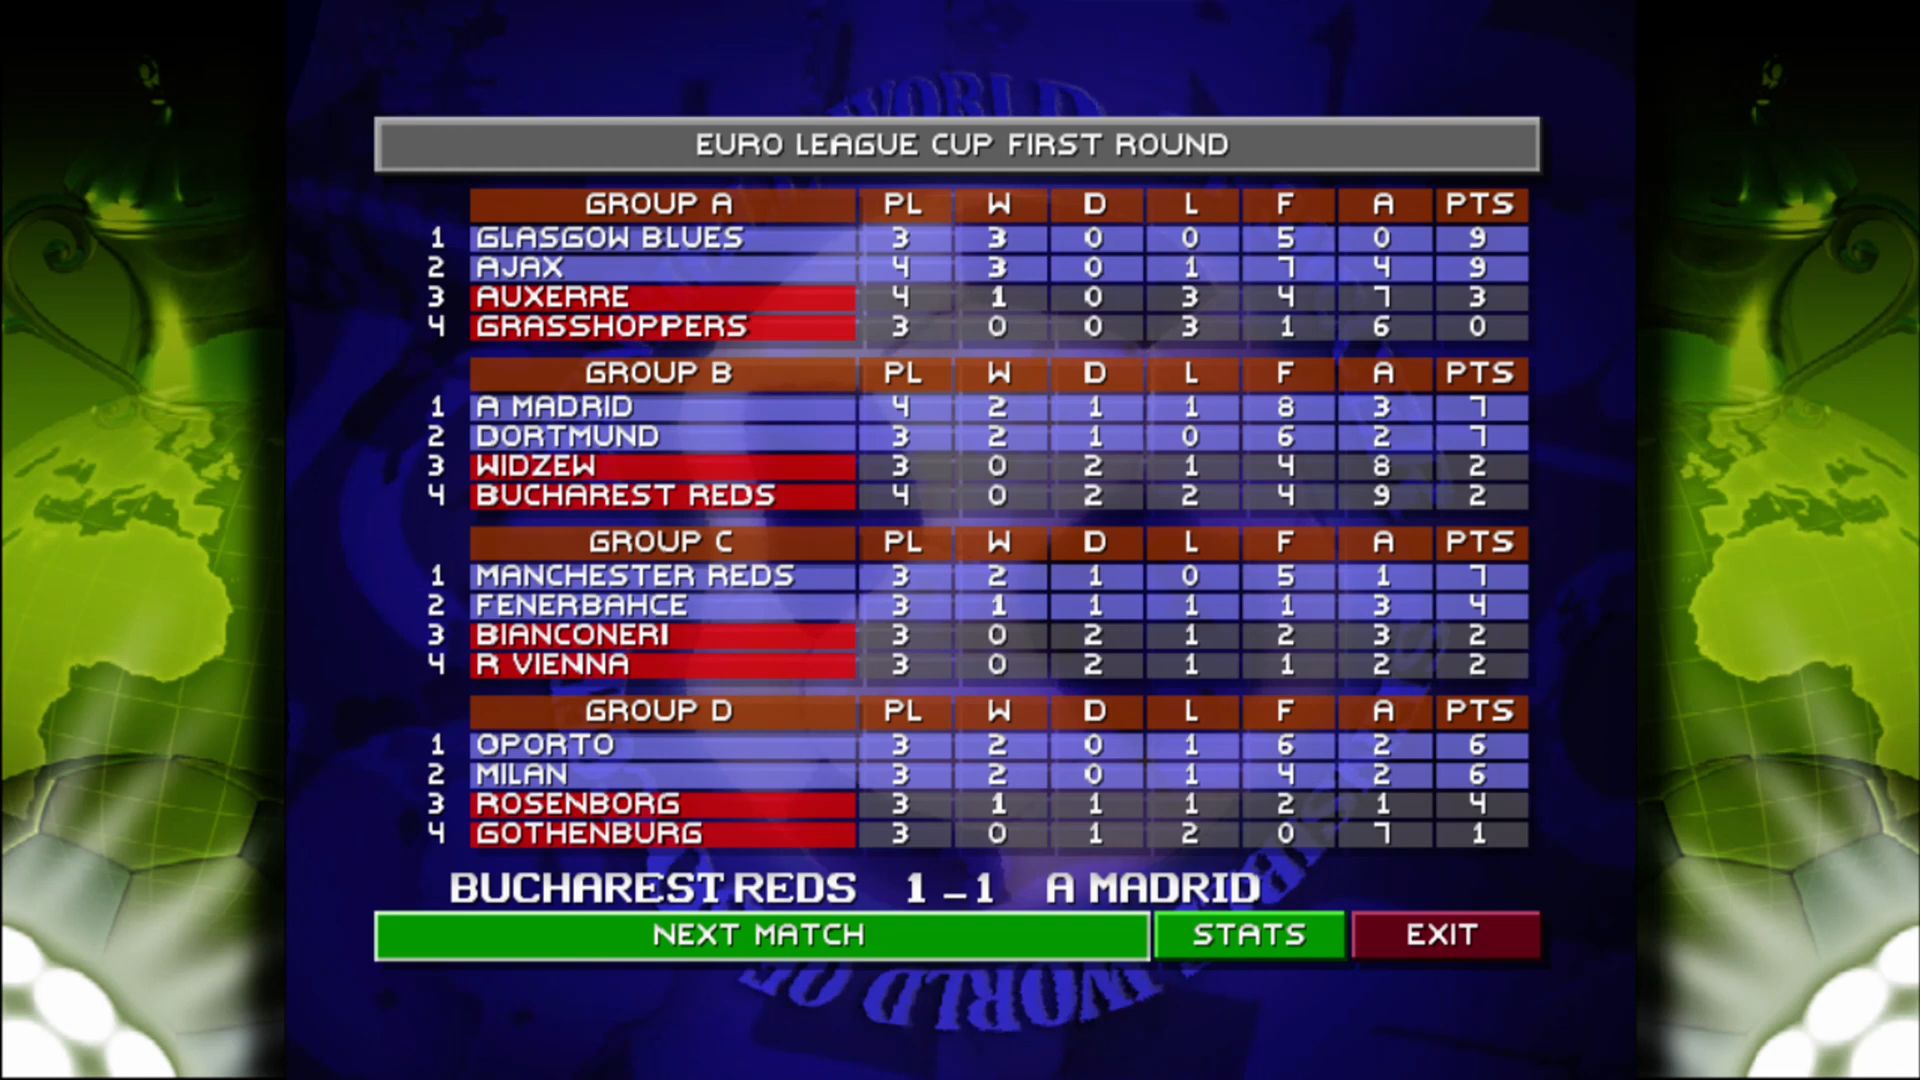 WORLD
EURO LEAGUE CUP FIRST ROUND
GROUP A PL W D L F A PTS
1 GLASGOW BLUES 3 3 0 0 5 0 9
2 AJAX 4 3 0 1 7 4 9
3 AUXERRE 4 1 0 3 4 7 3
4 GRASSHOPPERS 3 0 0 3 1 6 0
GROUP B PL W D L F A PTS
1 A MADRID 4 2 1 1 8 3 7
2 DORTMUND 3 2 1 0 6 2 7
3 WIDZEW 3 0 2 1 4 8 2
4 BUCHAREST REDS 4 0 2 2 4 9 2
GROUP C PL W D L F A PTS
1 MANCHESTER REDS 3 2 1 0 5 1 7
2 FENERBAHCE 3 1 1 1 1 3 4
3 BIANCONERI 3 0 2 1 2 3 2
4 R VIENNA 3 0 2 1 1 2 2
GROUP D PL W D L F A PTS
1 OPORTO 3 2 0 1 6 2 6
2 MILAN 3 2 0 1 4 2 6
3 ROSENBORG 3 1 1 1 2 1 4
4 GOTHENBURG 3 0 1 2 0 7 1
BUCHAREST REDS 1-1 A MADRID
NEXT MATCH STATS EXIT
WORLD OF